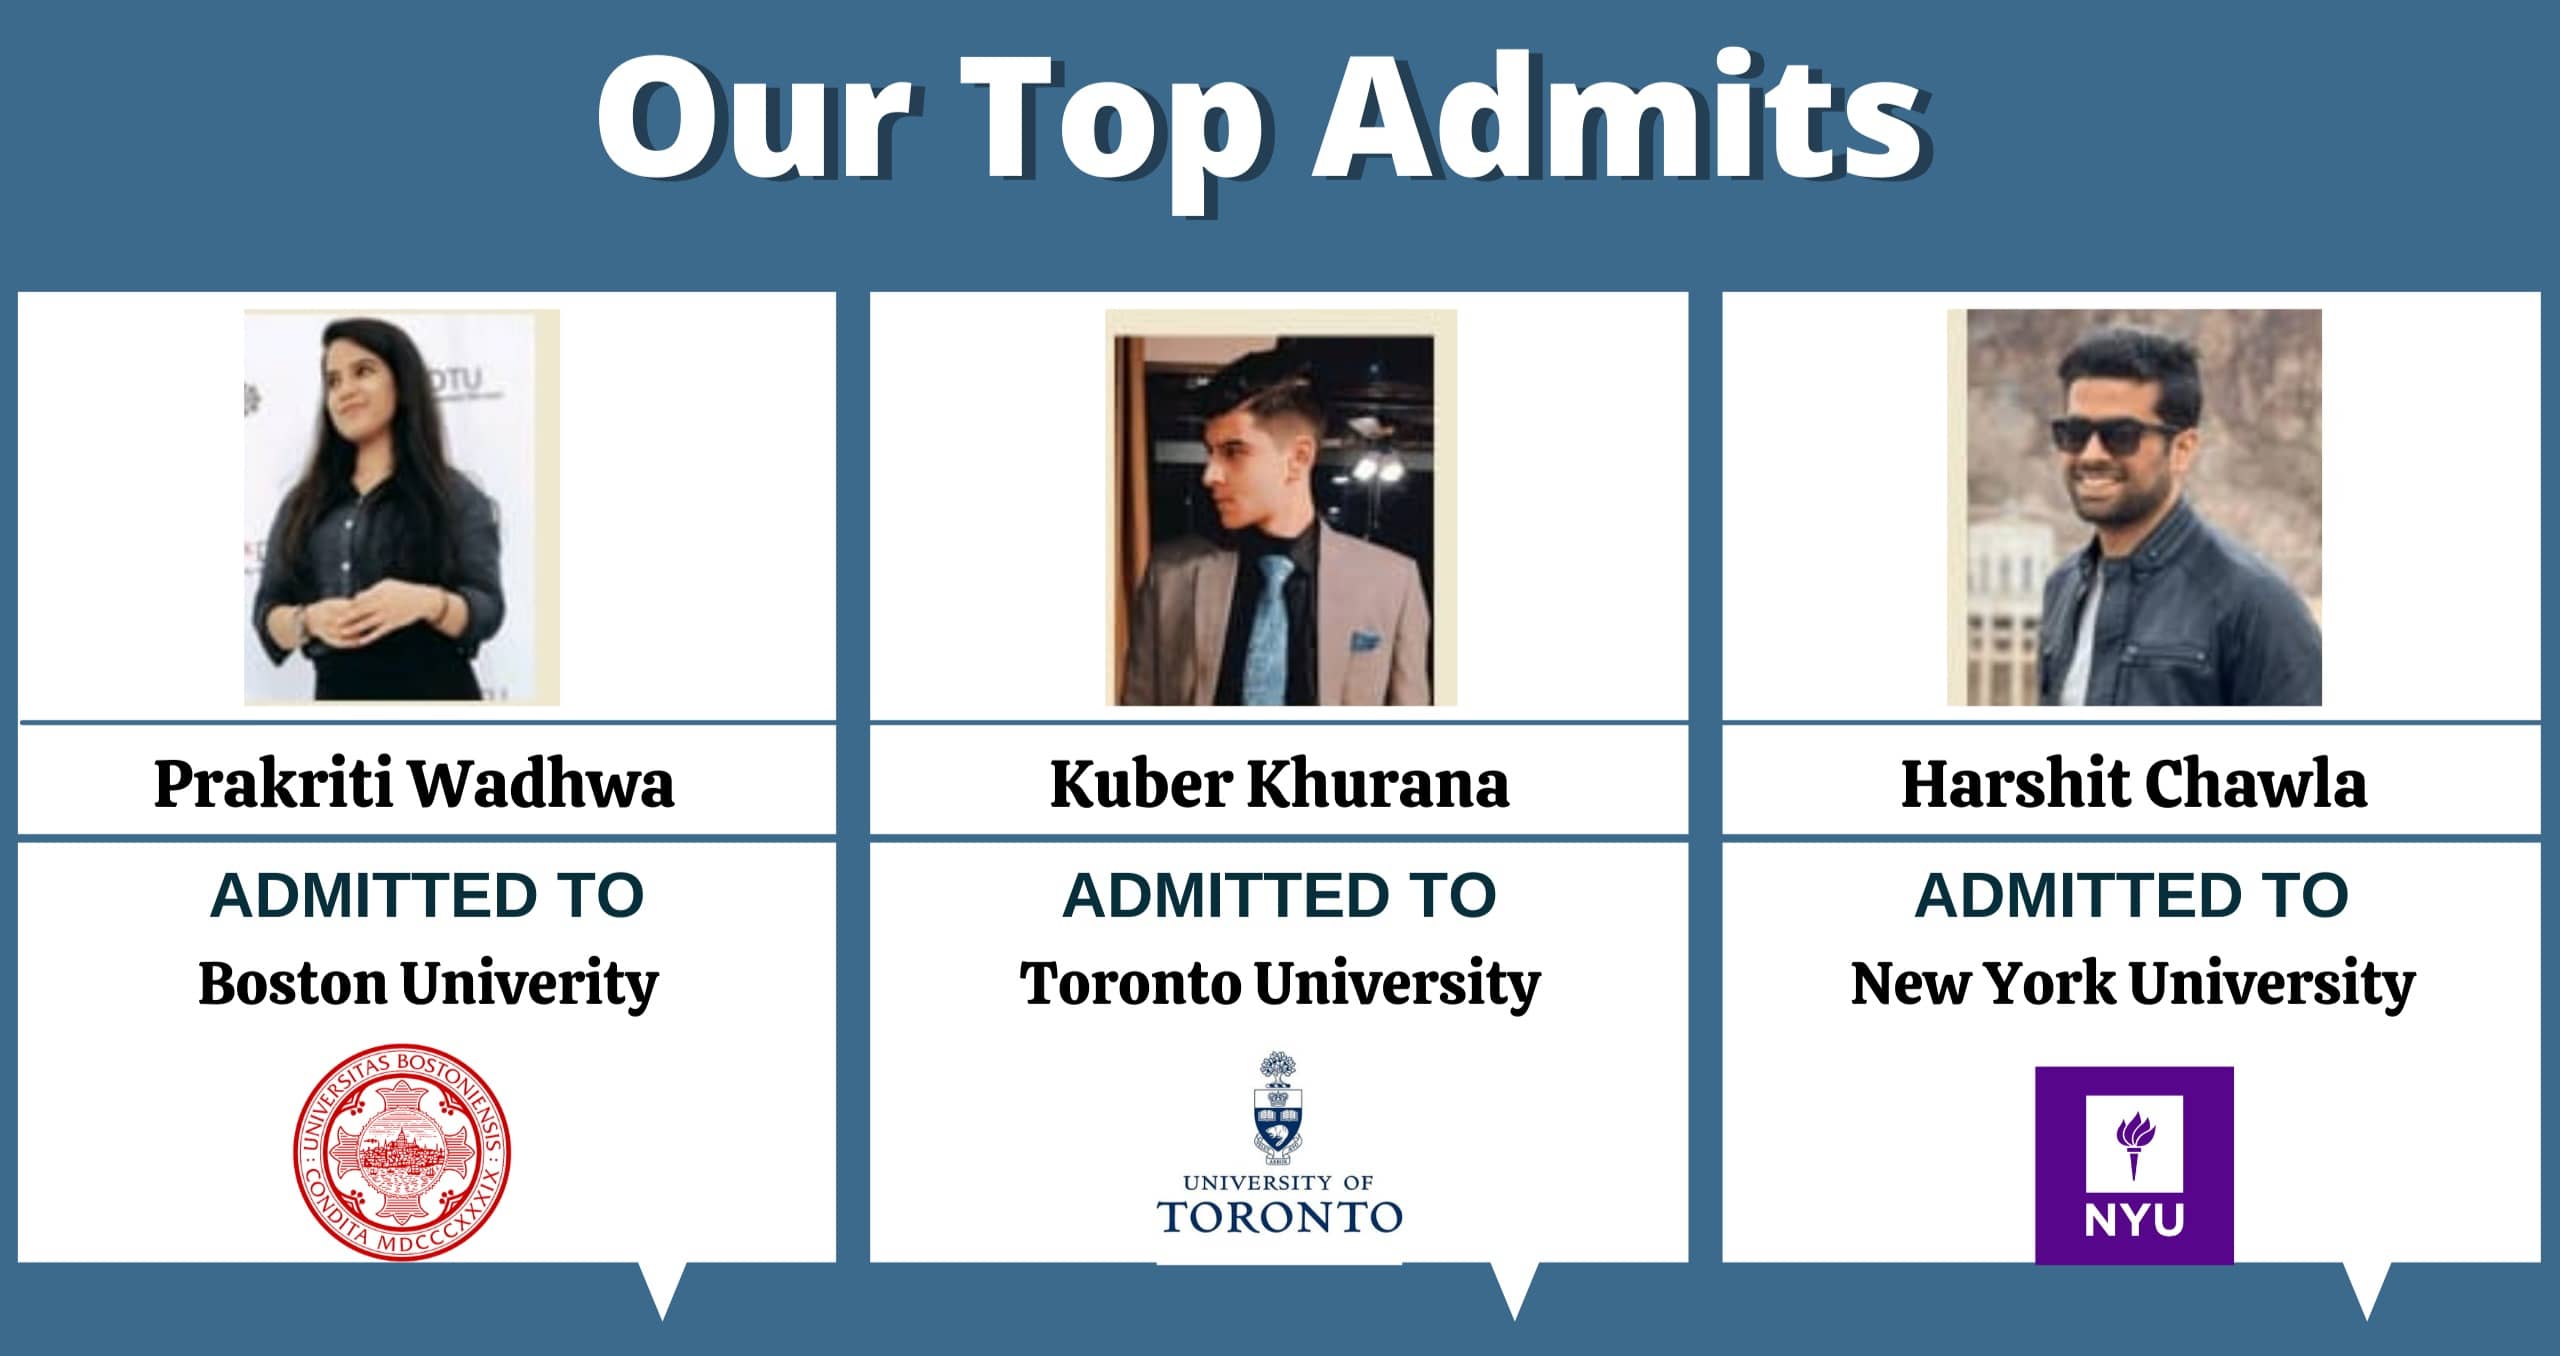 Our Top Admits
DTU
Prakriti Wadhwa
Kuber Khurana
Harshit Chawla
ADMITTED TO
Boston Univerity
ADMITTED TO
Toronto University
ADMITTED TO
New York University
UNIVERSITAS BOSTONIENSIS : CONDITA MDCCCXXXIX :
UNIVERSITY OF
TORONTO
NYU